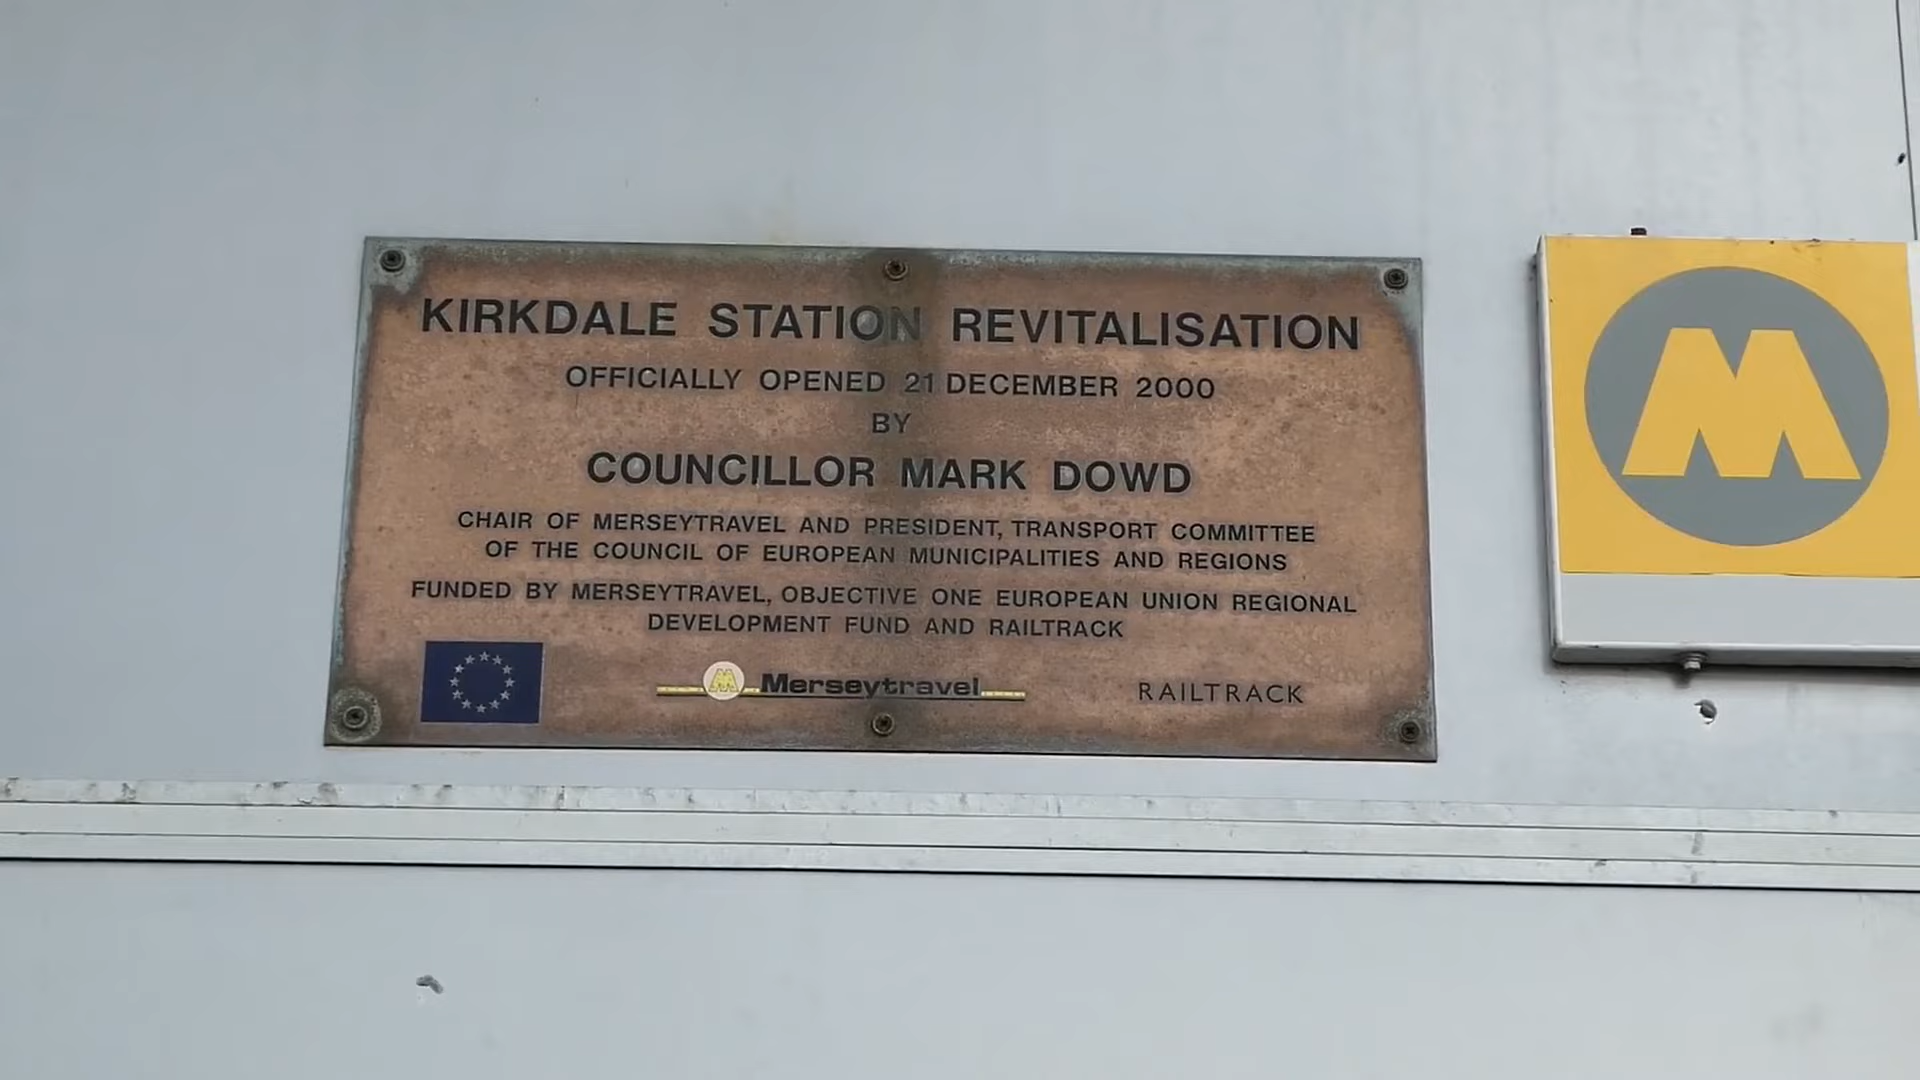 KIRKDALE STATION REVITALISATION
OFFICIALLY OPENED 21 DECEMBER 2000
BY
COUNCILLOR MARK DOWD
CHAIR OF MERSEYTRAVEL AND PRESIDENT, TRANSPORT COMMITTEE
OF THE COUNCIL OF EUROPEAN MUNICIPALITIES AND REGIONS
FUNDED BY MERSEYTRAVEL, OBJECTIVE ONE EUROPEAN UNION REGIONAL
DEVELOPMENT FUND AND RAILTRACK
M Merseytravel
RAILTRACK
M